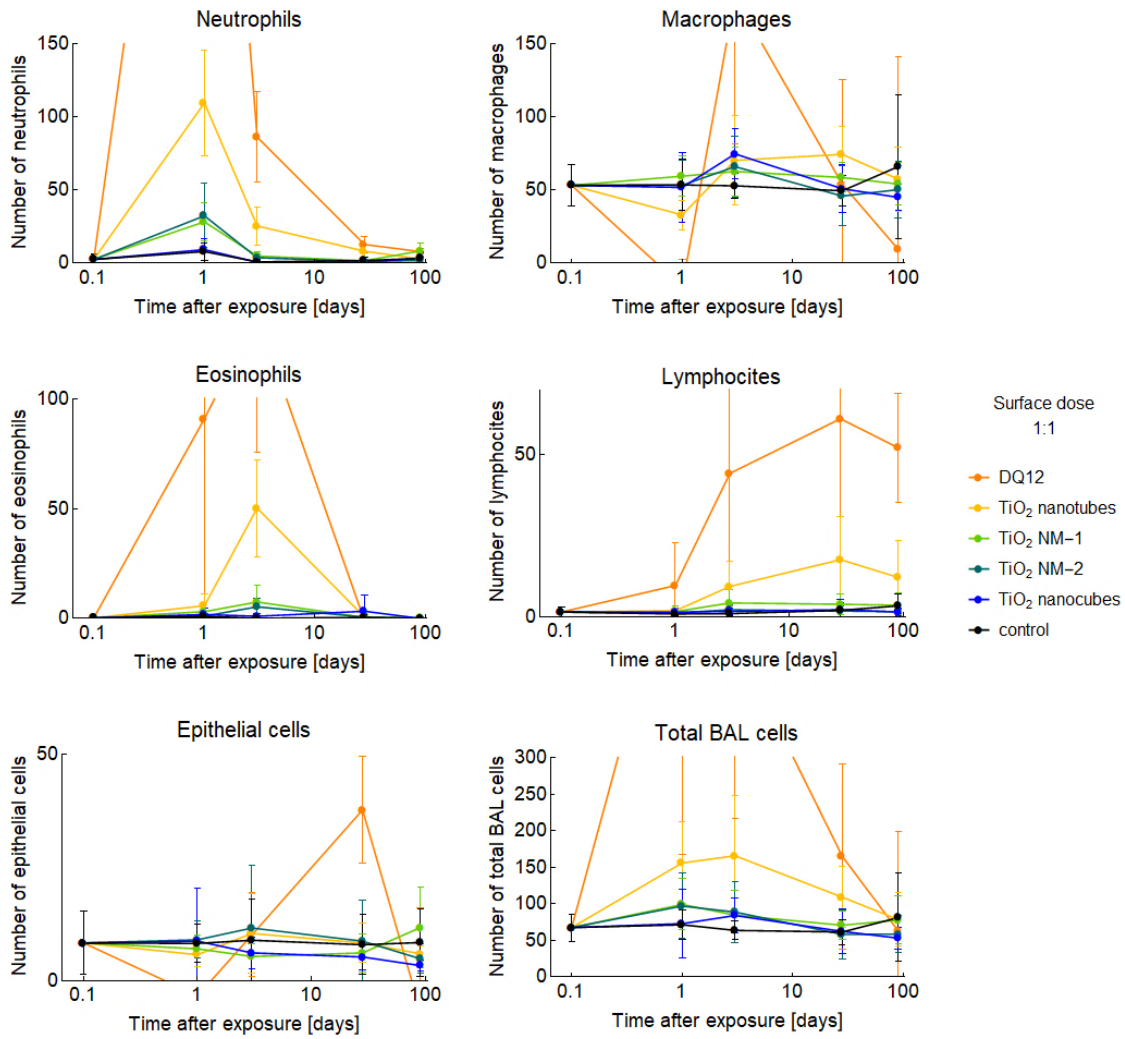 Neutrophils
Number of neutrophils
150
100
50
0
0.1 1 10 100
Time after exposure [days]
Macrophages
Number of macrophages
150
100
50
0
0.1 1 10 100
Time after exposure [days]
Eosinophils
Number of eosinophils
100
50
0
0.1 1 10 100
Time after exposure [days]
Lymphocites
Number of lymphocytes
50
0
0.1 1 10 100
Time after exposure [days]
Surface dose
1:1
DQ12
TiO₂ nanotubes
TiO₂ NM–1
TiO₂ NM–2
TiO₂ nanocubes
control
Epithelial cells
Number of epithelial cells
50
0
0.1 1 10 100
Time after exposure [days]
Total BAL cells
Number of total BAL cells
300
250
200
150
100
50
0
0.1 1 10 100
Time after exposure [days]